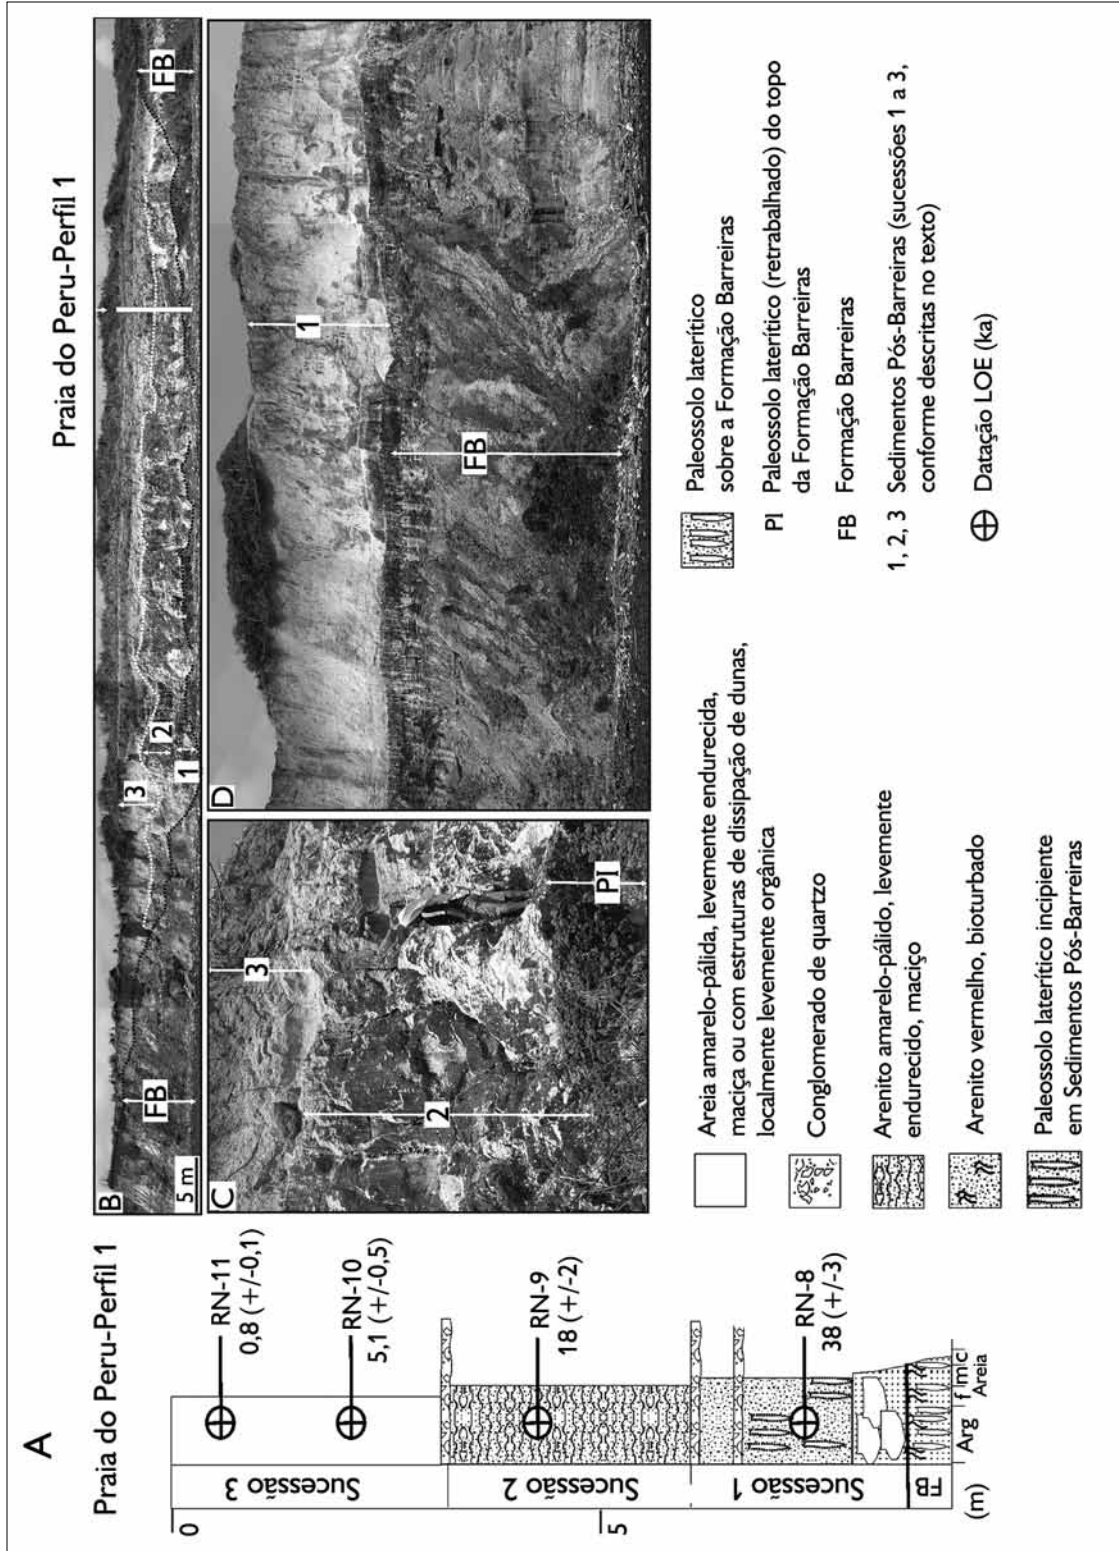 A
Praia do Peru-Perfil 1
0
5
(m)
Sucessão 3
Sucessão 2
Sucessão 1
FB
Arg
f
m
c
Areia
RN-11
0,8 (+/-0,1)
RN-10
5,1 (+/-0,5)
RN-9
18 (+/-2)
RN-8
38 (+/-3)
Praia do Peru-Perfil 1
B
5 m
FB
3
2
1
FB
C
3
2
PI
D
1
FB
Areia amarelo-pálida, levemente endurecida,
maciça ou com estruturas de dissipação de dunas,
localmente levemente orgânica
Conglomerado de quartzo
Arenito amarelo-pálido, levemente
endurecido, maciço
Arenito vermelho, bioturbado
Paleossolo laterítico incipiente
em Sedimentos Pós-Barreiras
Paleossolo laterítico
sobre a Formação Barreiras
PI Paleossolo laterítico (retrabalhado) do topo
da Formação Barreiras
FB Formação Barreiras
1, 2, 3 Sedimentos Pós-Barreiras (sucessões 1 a 3,
conforme descritas no texto)
Datação LOE (ka)